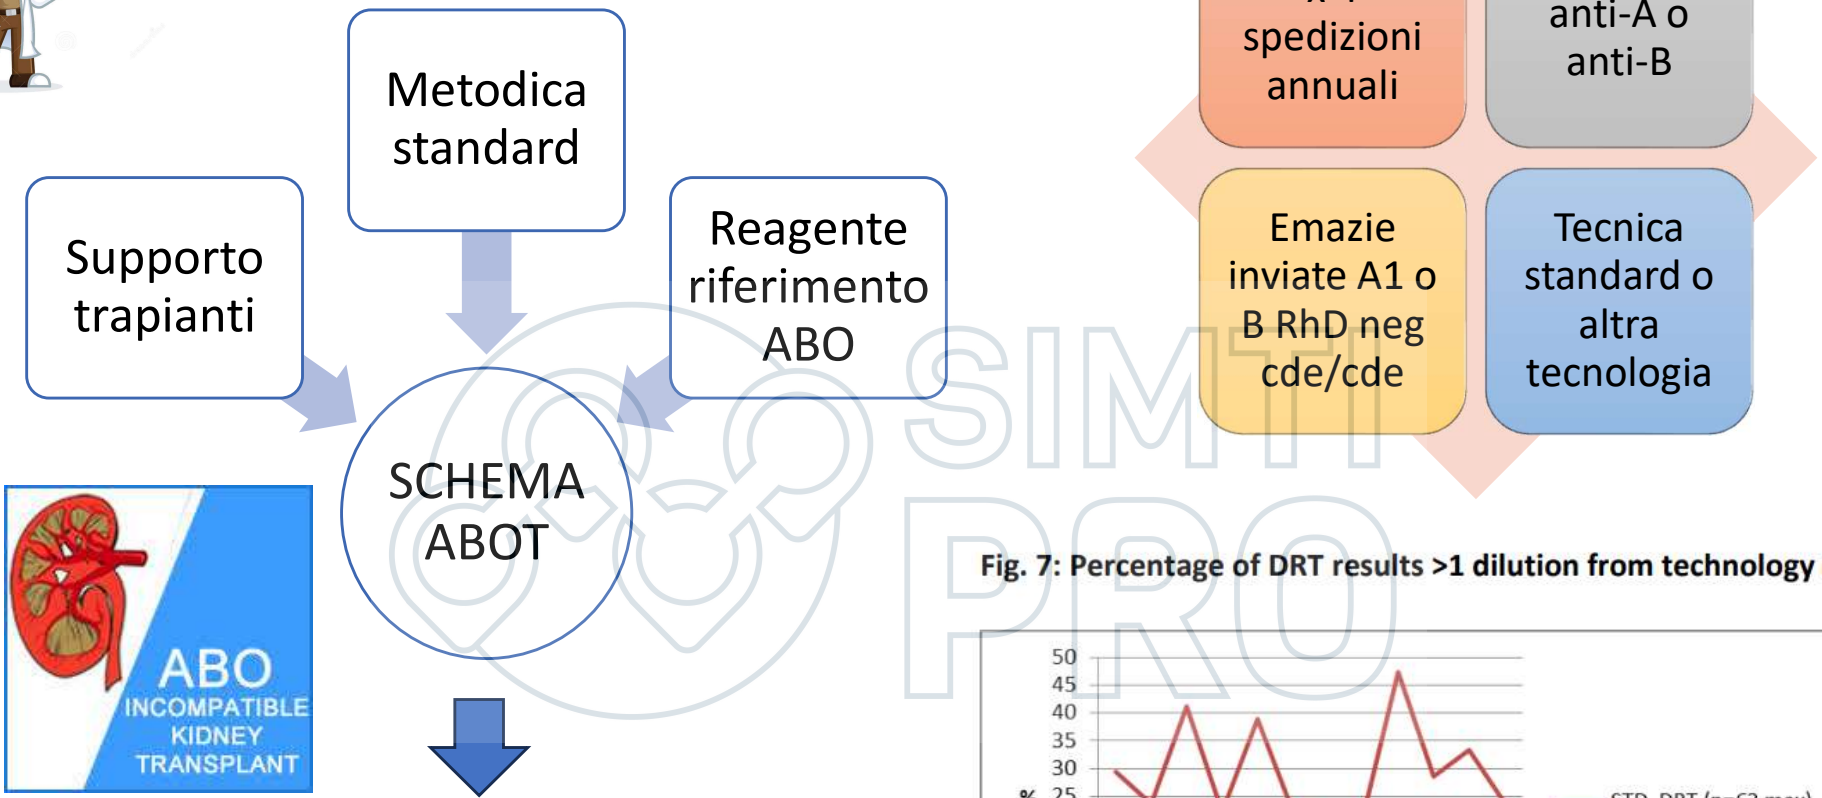 Metodica
standard
Supporto
trapianti
Reagente
riferimento
ABO
SCHEMA
ABOT
ABO
INCOMPATIBLE
KIDNEY
TRANSPLANT
spedizioni
annuali
anti-A o
anti-B
Emazie
inviate A1 o
B RhD neg
cde/cde
Tecnica
standard o
altra
tecnologia
SIMTI
PRO
Fig. 7: Percentage of DRT results >1 dilution from technology
50
45
40
35
30
25
%